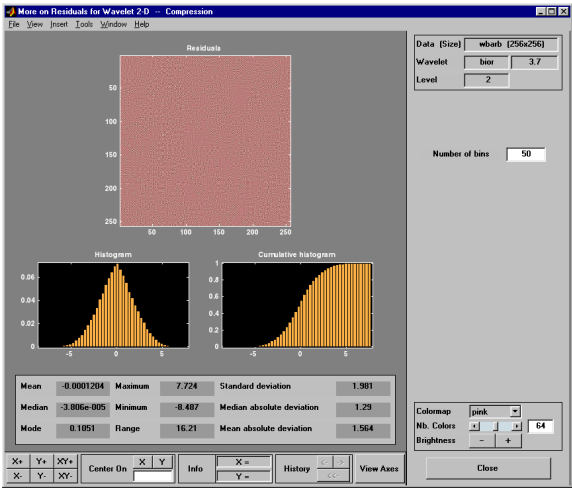 More on Residuals for Wavelet 2-D -- Compression
File View Insert Tools Window Help
Residuals
50
100
150
200
250
50 100 150 200 250
Data (Size) wbarb (256x256)
Wavelet bior 3.7
Level 2
Number of bins 50
Histogram
0.06
0.04
0.02
0
-5 0 5
Cumulative histogram
1
0.8
0.6
0.4
0.2
0
-5 0 5
Mean -0.0001204 Maximum 7.724 Standard deviation 1.981
Median -3.806e-005 Minimum -8.487 Median absolute deviation 1.29
Mode 0.1051 Range 16.21 Mean absolute deviation 1.564
Colormap pink
Nb. Colors 64
Brightness - +
X+ Y+ XY+
X- Y- XY-
Center On X Y
Info X =
Y =
History <- ->
<<-
View Axes
Close